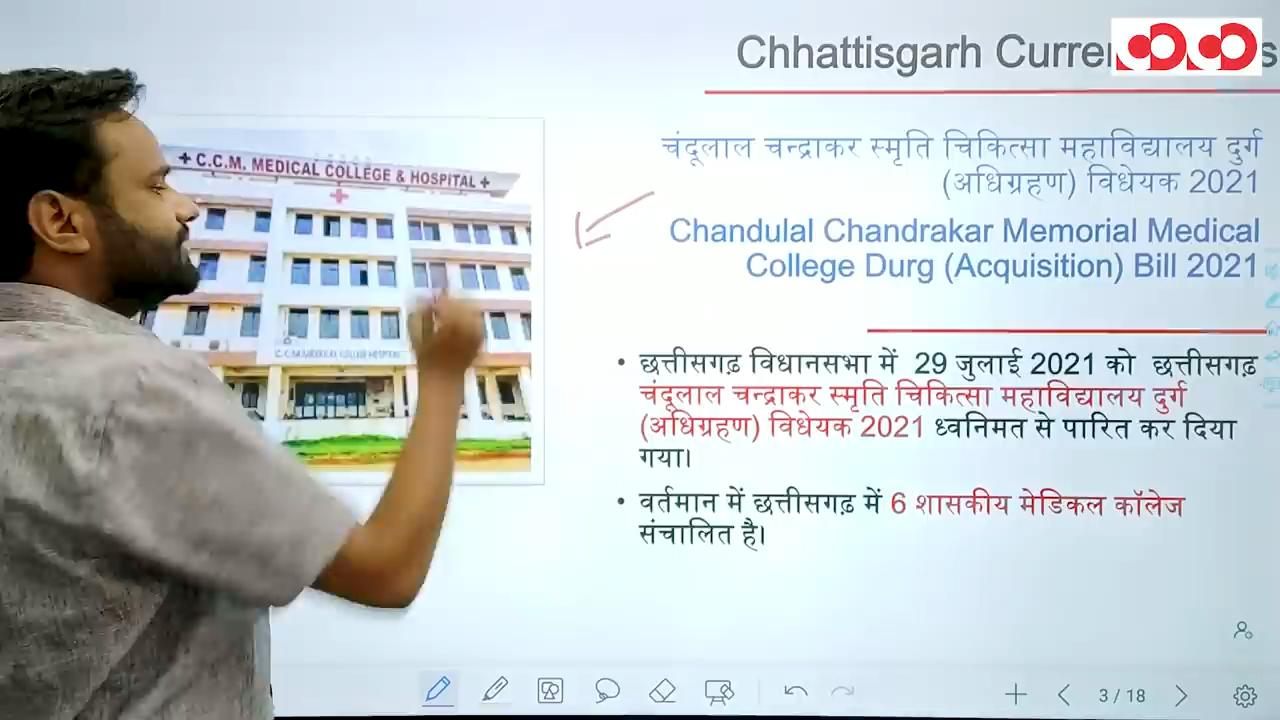 Chhattisgarh
चंदूलाल चन्द्राकर स्मृति चिकित्सा महाविद्यालय दुर्ग
(अधिग्रहण) विधेयक 2021
Chandulal Chandrakar Memorial Medical
College Durg (Acquisition) Bill 2021
C.C.M. MEDICAL COLLEGE & HOSPITAL
छत्तीसगढ़ विधानसभा में 29 जुलाई 2021 को छत्तीसगढ़
चंदूलाल चन्द्राकर स्मृति चिकित्सा महाविद्यालय दुर्ग
(अधिग्रहण) विधेयक 2021 ध्वनिमत से पारित कर दिया
गया।
वर्तमान में छत्तीसगढ़ में 6 शासकीय मेडिकल कॉलेज
संचालित है।
3 / 18